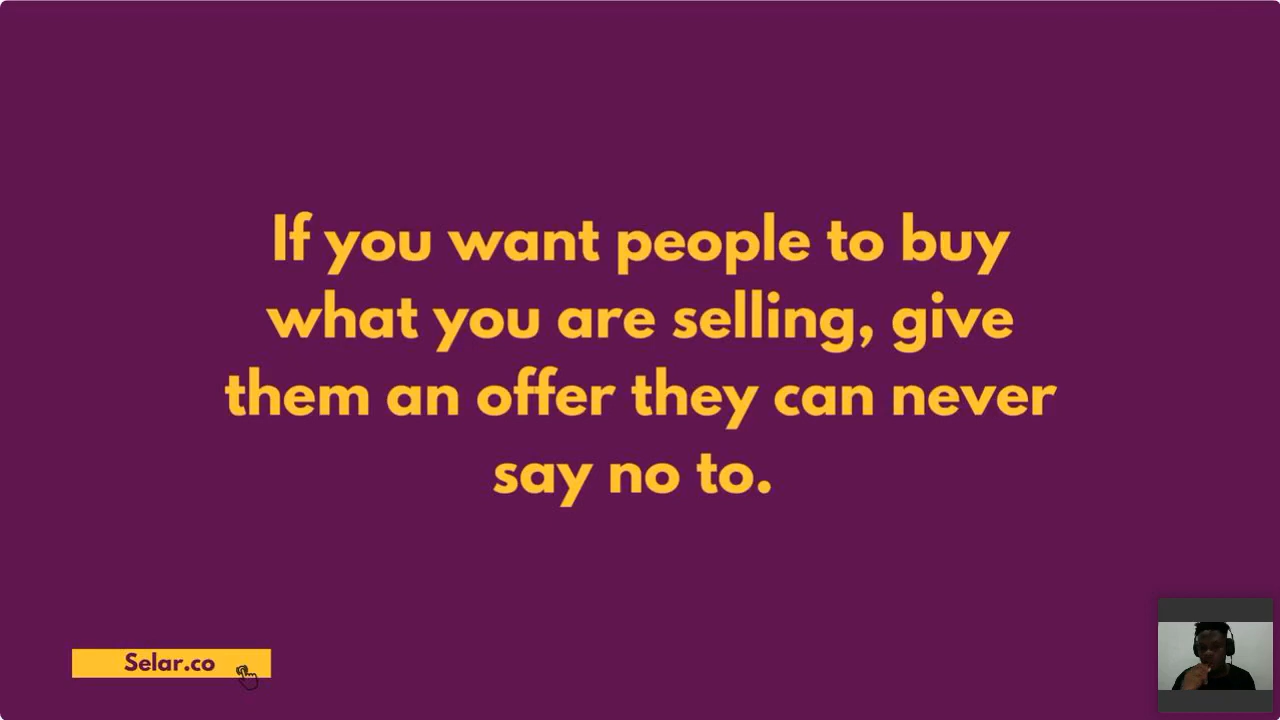 If you want people to buy
what you are selling, give
them an offer they can never
say no to.
Selar.co